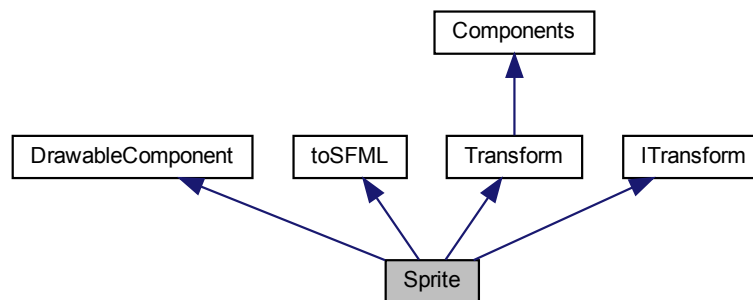 Components
DrawableComponent
toSFML
Transform
ITransform
Sprite